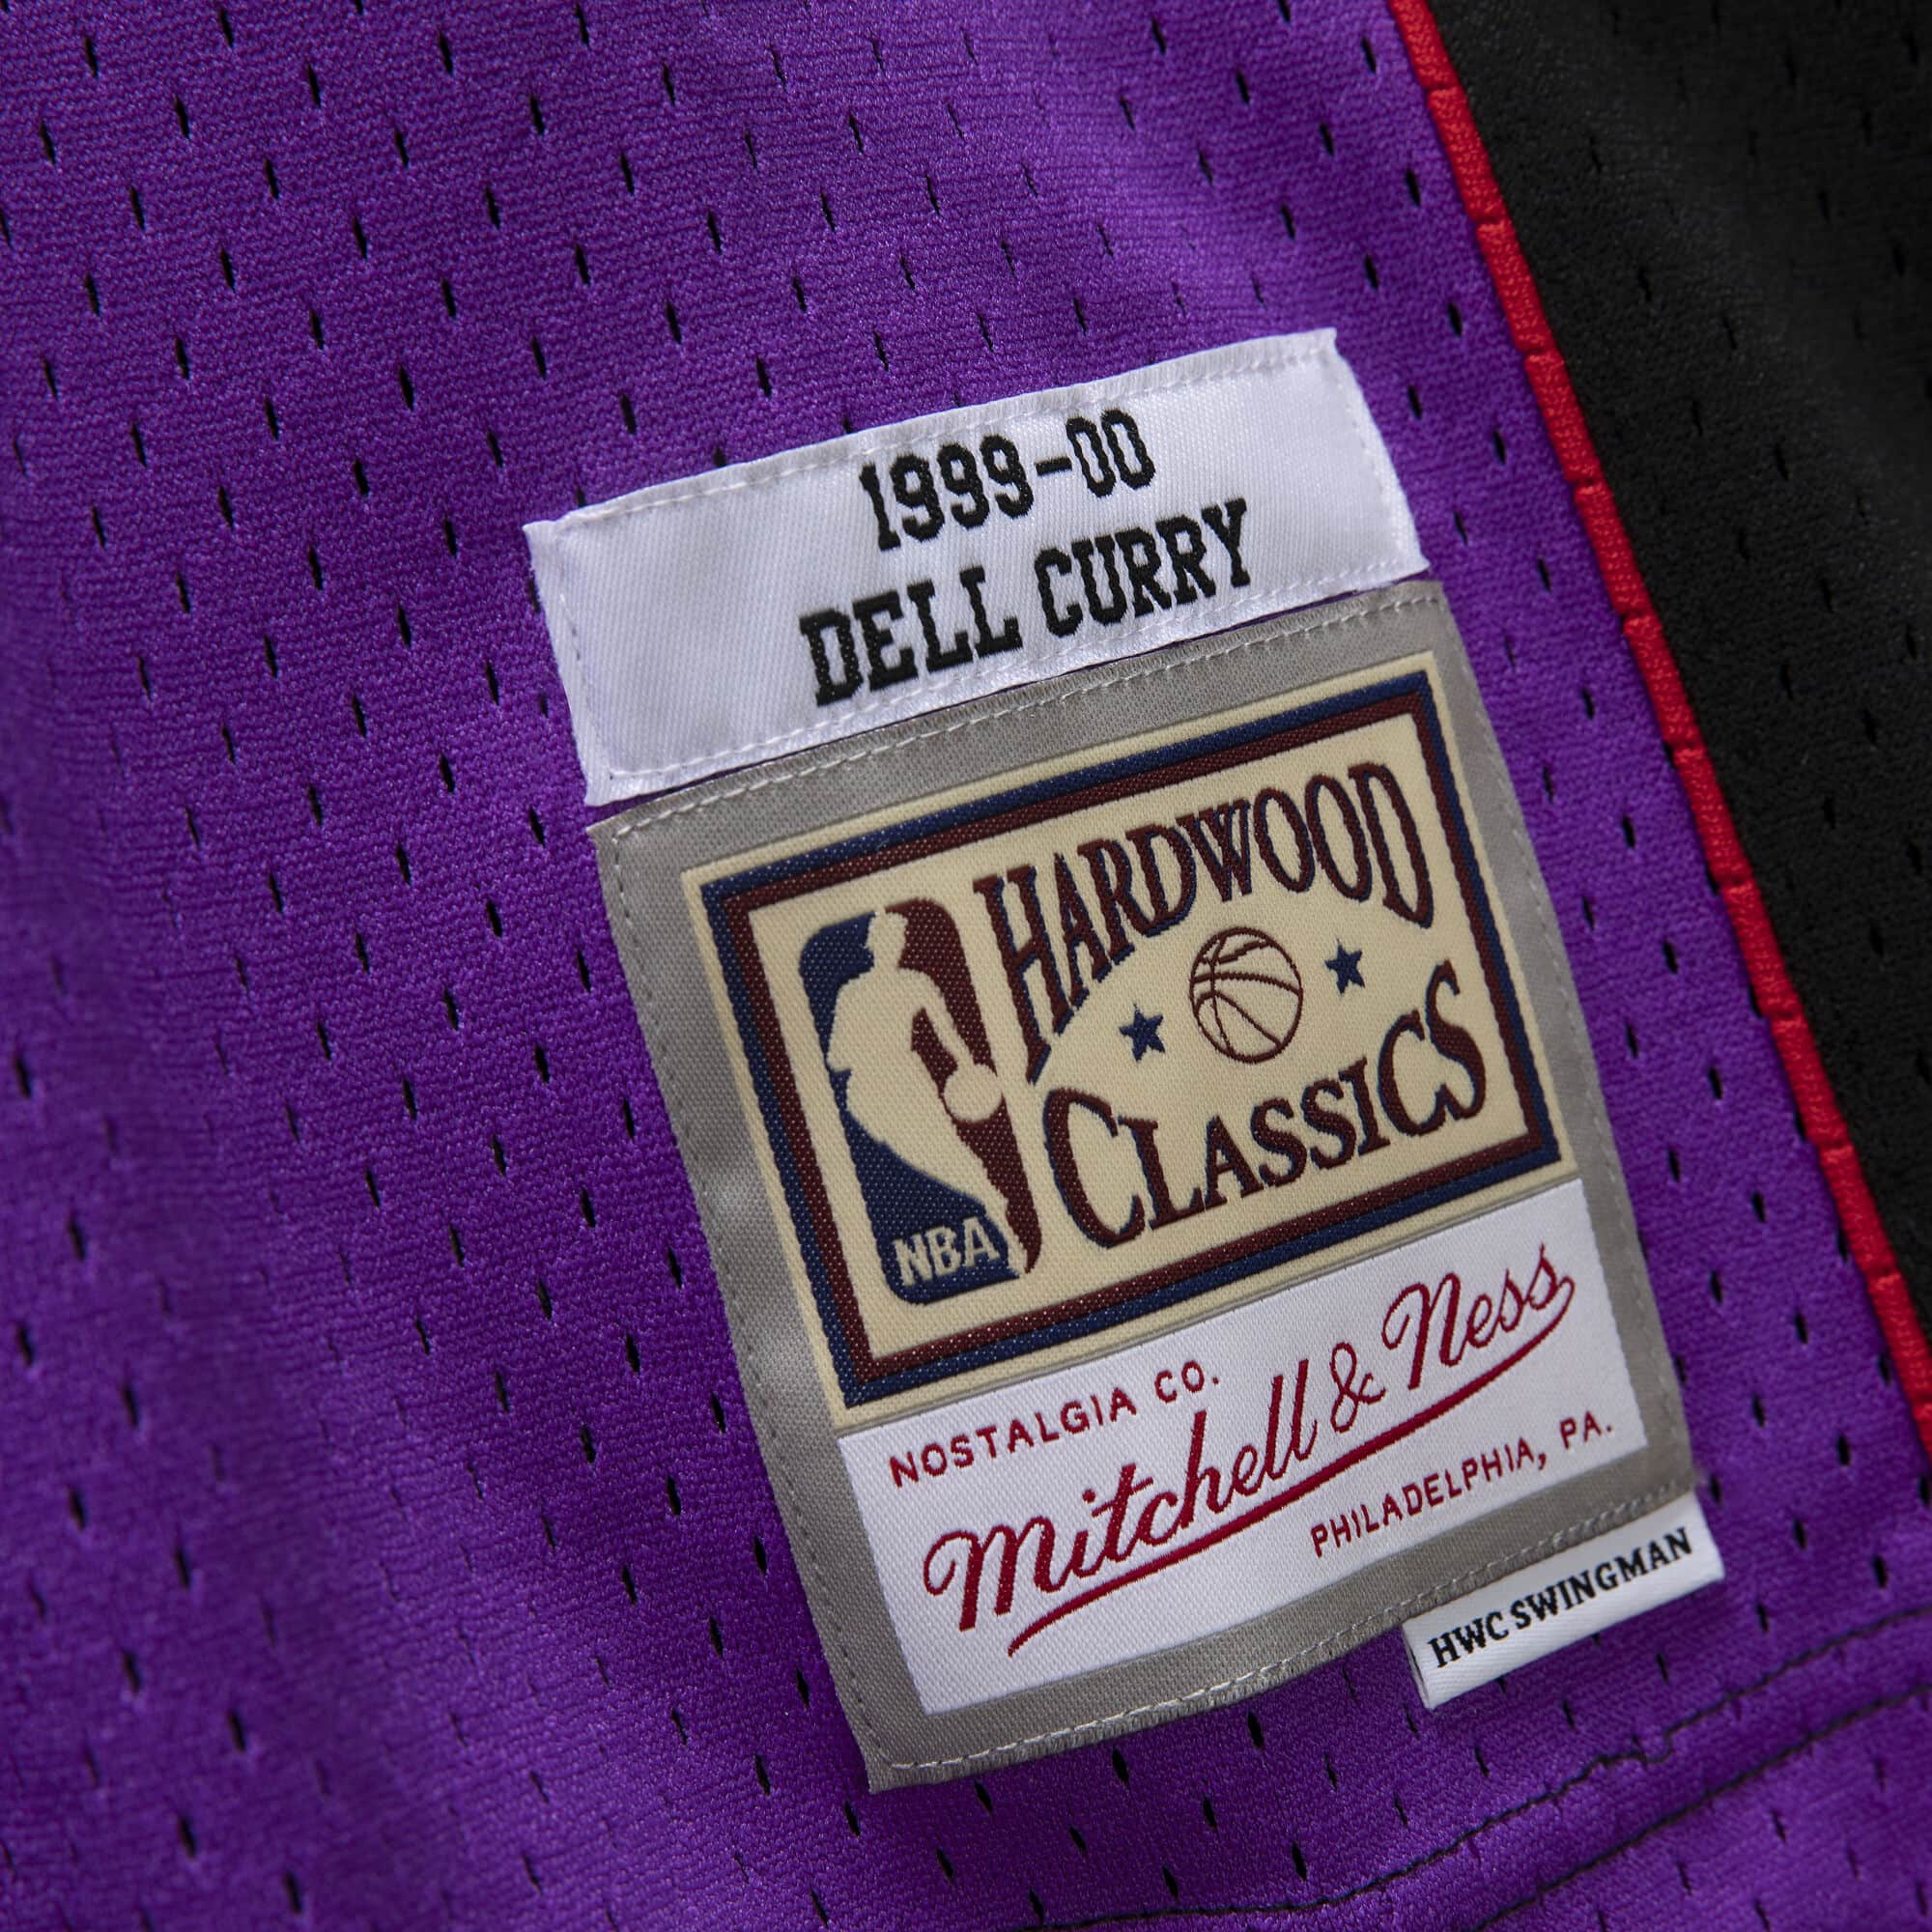 1999-00
DELL CURRY
HARDWOOD
CLASSICS
NBA
NOSTALGIA CO.
Mitchell & Ness
PHILADELPHIA, PA.
HWC SWINGMAN